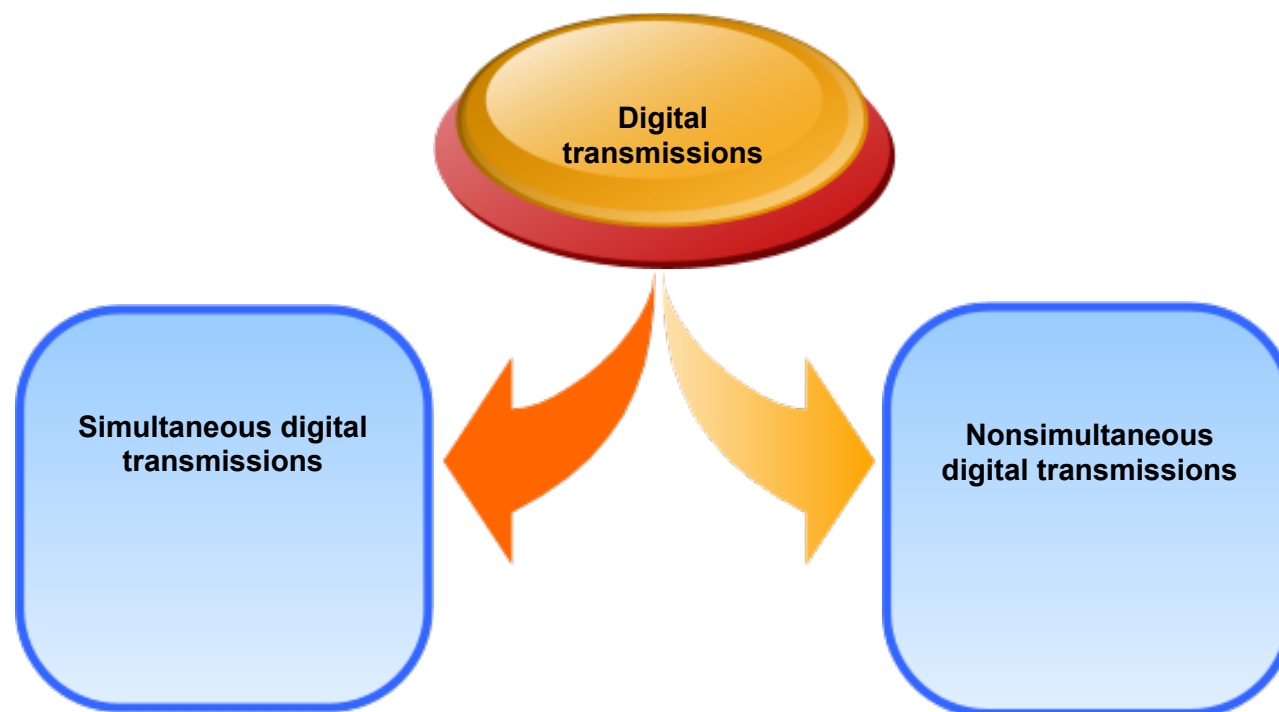 Digital
transmissions
Simultaneous digital
transmissions
Nonsimultaneous
digital transmissions